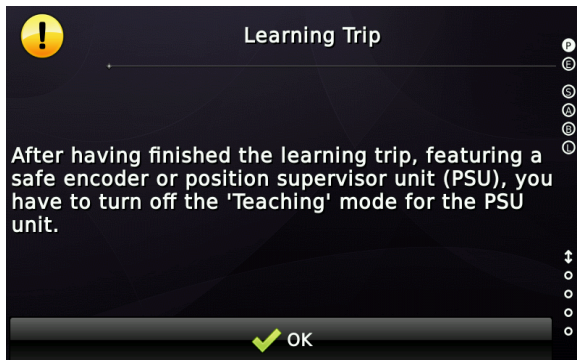 Learning Trip
P
E
S
A
B
L
After having finished the learning trip, featuring a
safe encoder or position supervisor unit (PSU), you
have to turn off the 'Teaching' mode for the PSU
unit.
OK